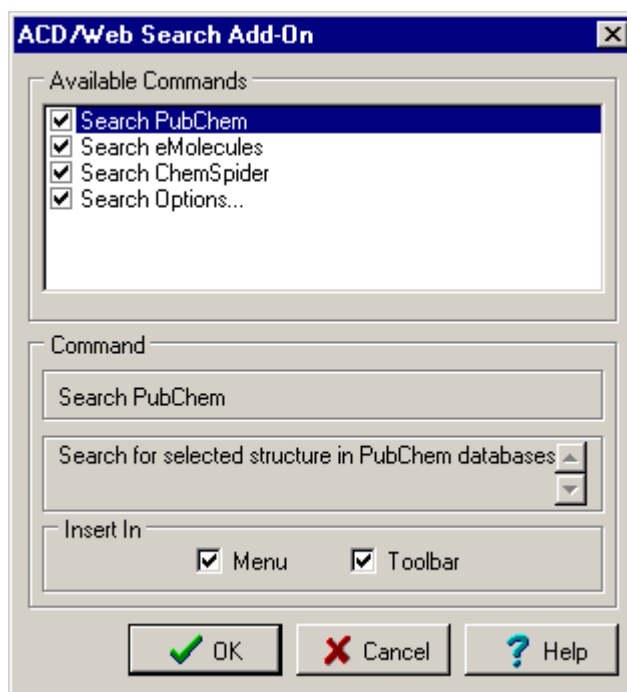 ACD/Web Search Add-On
Available Commands
Search PubChem
Search eMolecules
Search ChemSpider
Search Options...
Command
Search PubChem
Search for selected structure in PubChem databases
Insert In
Menu Toolbar
OK Cancel Help